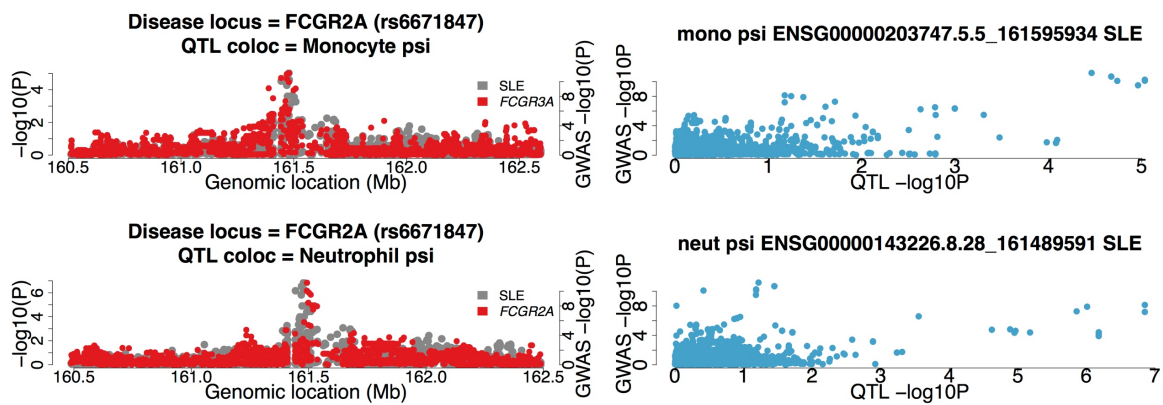 Disease locus = FCGR2A (rs6671847)
QTL coloc = Monocyte psi
−log10(P)
0 2 4
SLE
FCGR3A
GWAS −log10(P)
0 4 8
160.5 161.0 161.5 162.0 162.5
Genomic location (Mb)
mono psi ENSG00000203747.5.5_161595934 SLE
GWAS −log10P
0 4 8
0 1 2 3 4 5
QTL −log10P
Disease locus = FCGR2A (rs6671847)
QTL coloc = Neutrophil psi
−log10(P)
0 2 4 6
SLE
FCGR2A
GWAS −log10(P)
0 4 8
160.5 161.0 161.5 162.0 162.5
Genomic location (Mb)
neut psi ENSG00000143226.8.28_161489591 SLE
GWAS −log10P
0 4 8
0 1 2 3 4 5 6 7
QTL −log10P